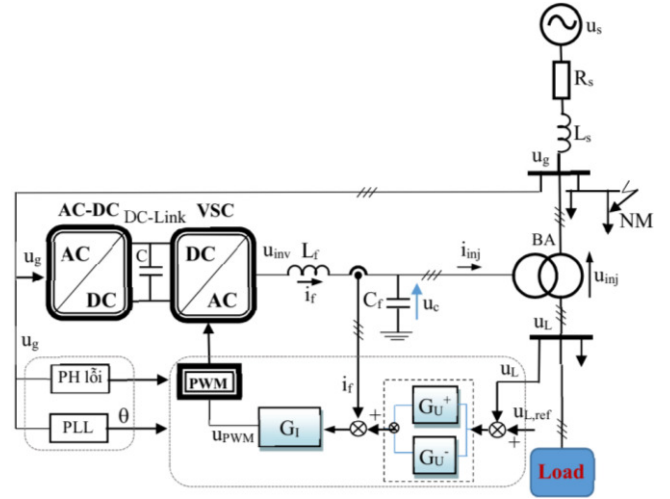 us
Rs
Ls
ug
NM
BA
uinj
uL
AC-DC
DC-Link
VSC
ug
AC
DC
C
DC
AC
uinv
Lf
if
Cf
uc
iinj
ug
PH lỗi
PLL
θ
PWM
uPWM
GI
if
+
GU+
GU-
uL
uL,ref
+
Load